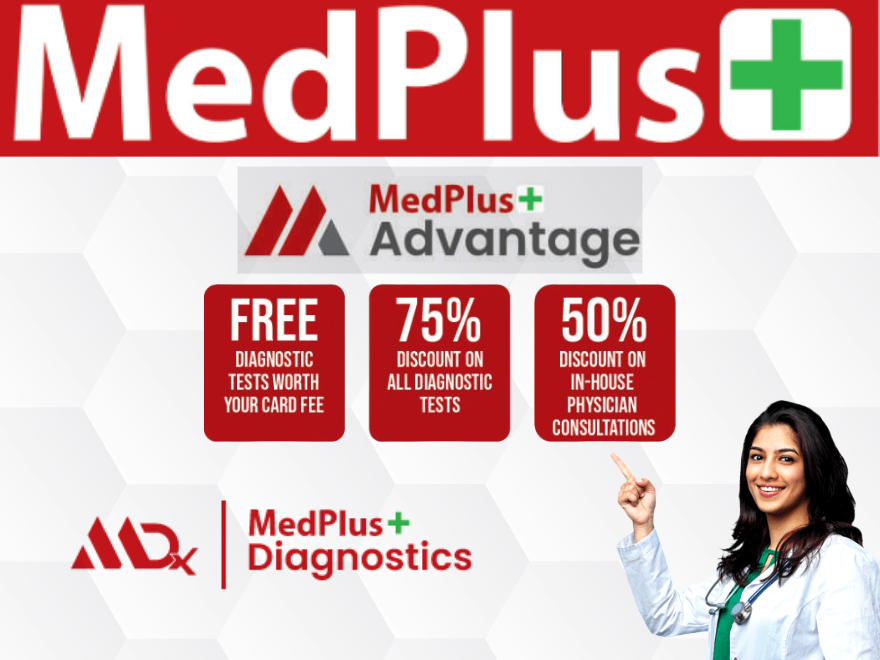 MedPlus+
MedPlus+
Advantage
FREE
DIAGNOSTIC
TESTS WORTH
YOUR CARD FEE
75%
DISCOUNT ON
ALL DIAGNOSTIC
TESTS
50%
DISCOUNT ON
IN-HOUSE
PHYSICIAN
CONSULTATIONS
MDx
MedPlus+
Diagnostics